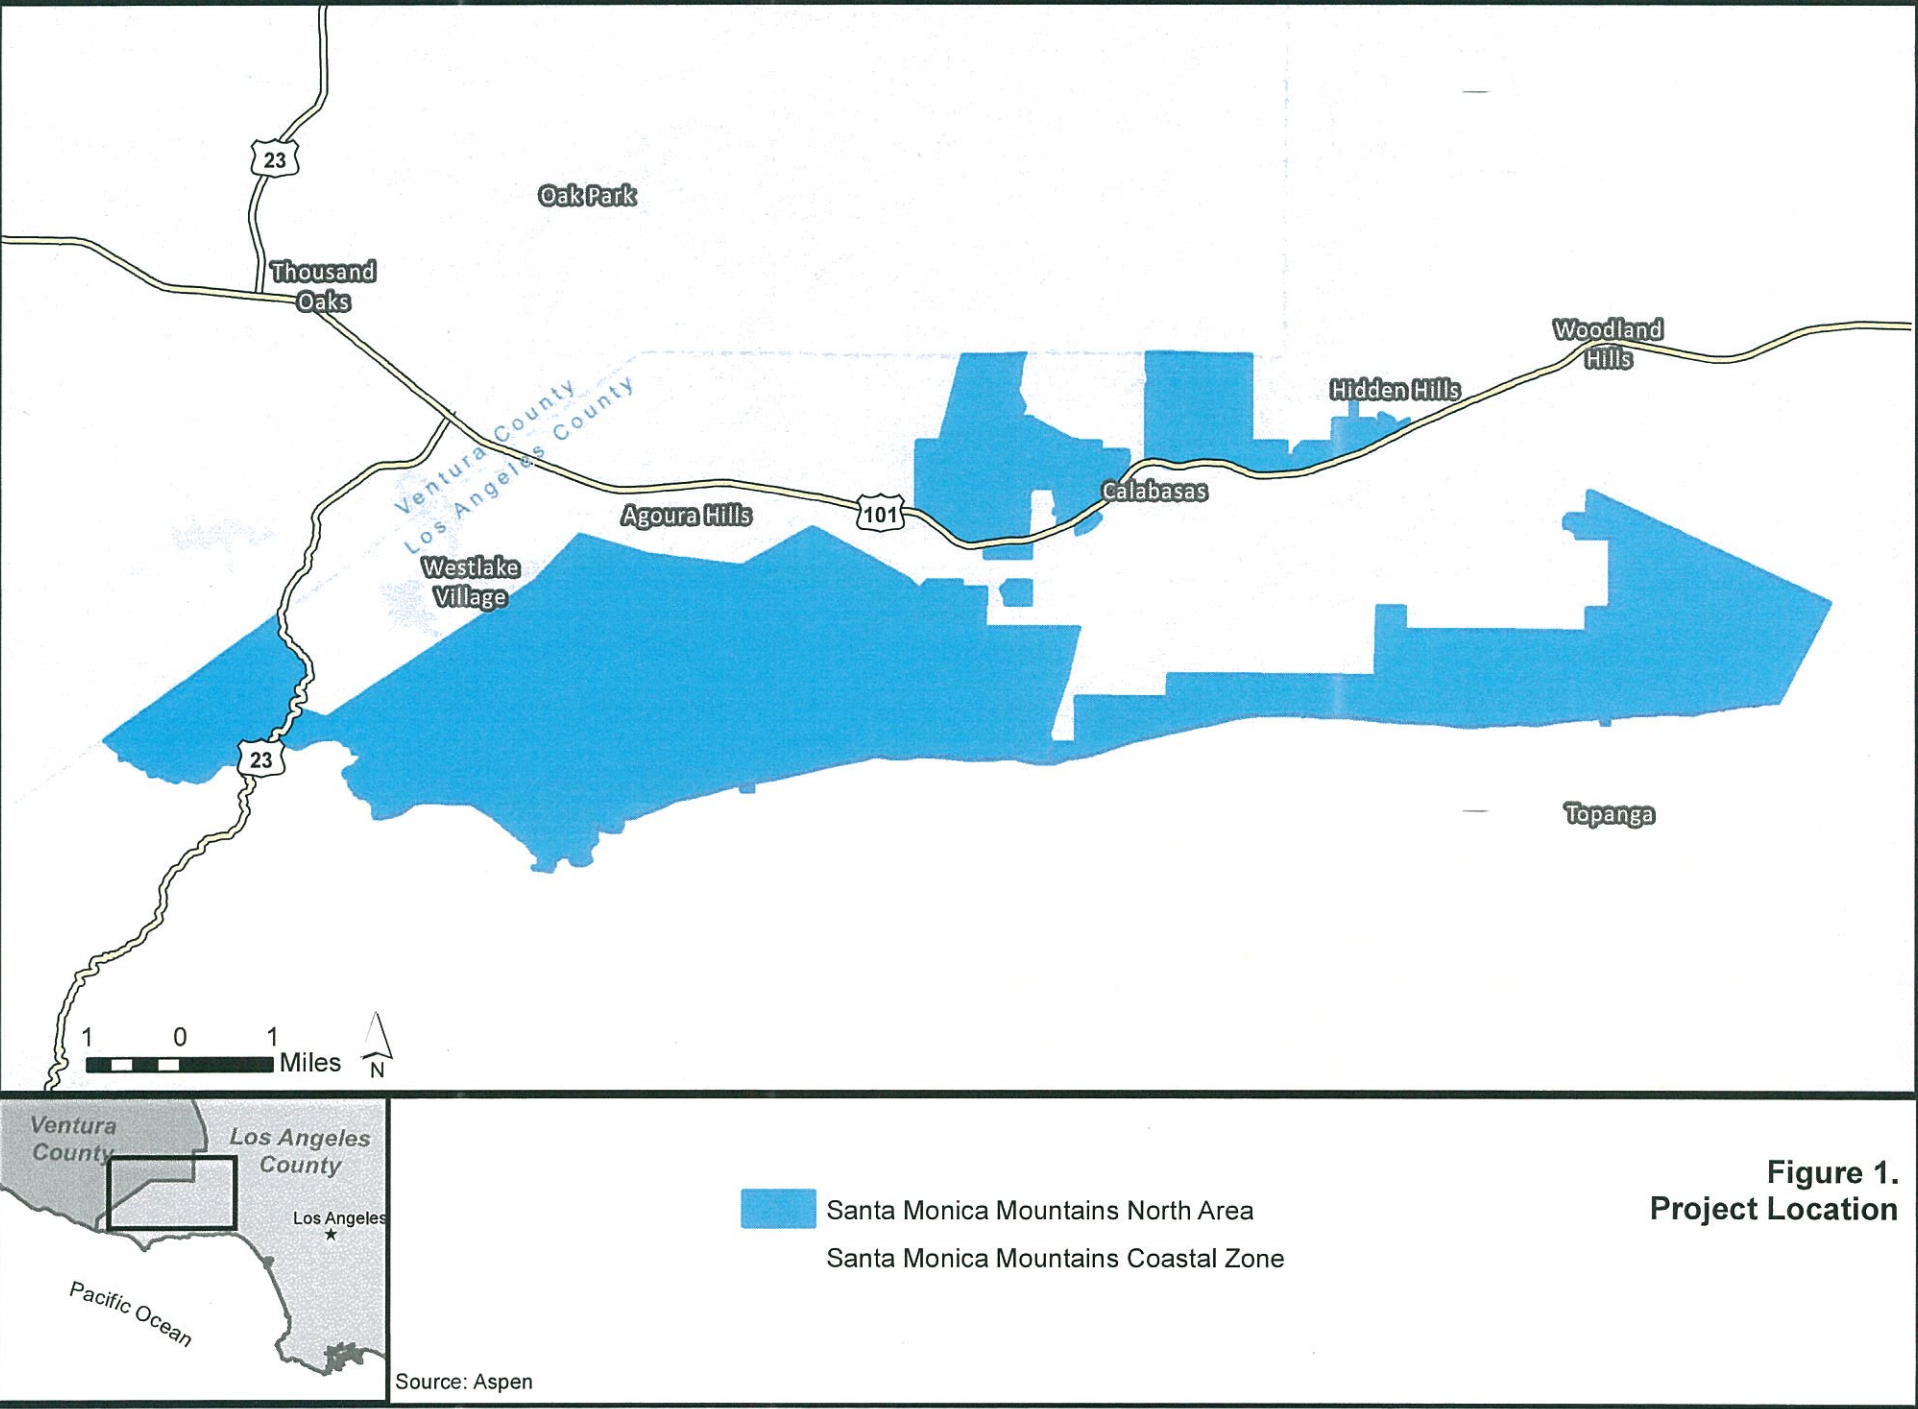 23
Oak Park
Thousand
Oaks
Woodland
Hills
Hidden Hills
Ventura County
Los Angeles County
Calabasas
101
Agoura Hills
Westlake
Village
23
Topanga
1 0 1
Miles
N
Ventura
County
Los Angeles
County
Los Angeles
Pacific Ocean
Santa Monica Mountains North Area
Santa Monica Mountains Coastal Zone
Figure 1.
Project Location
Source: Aspen